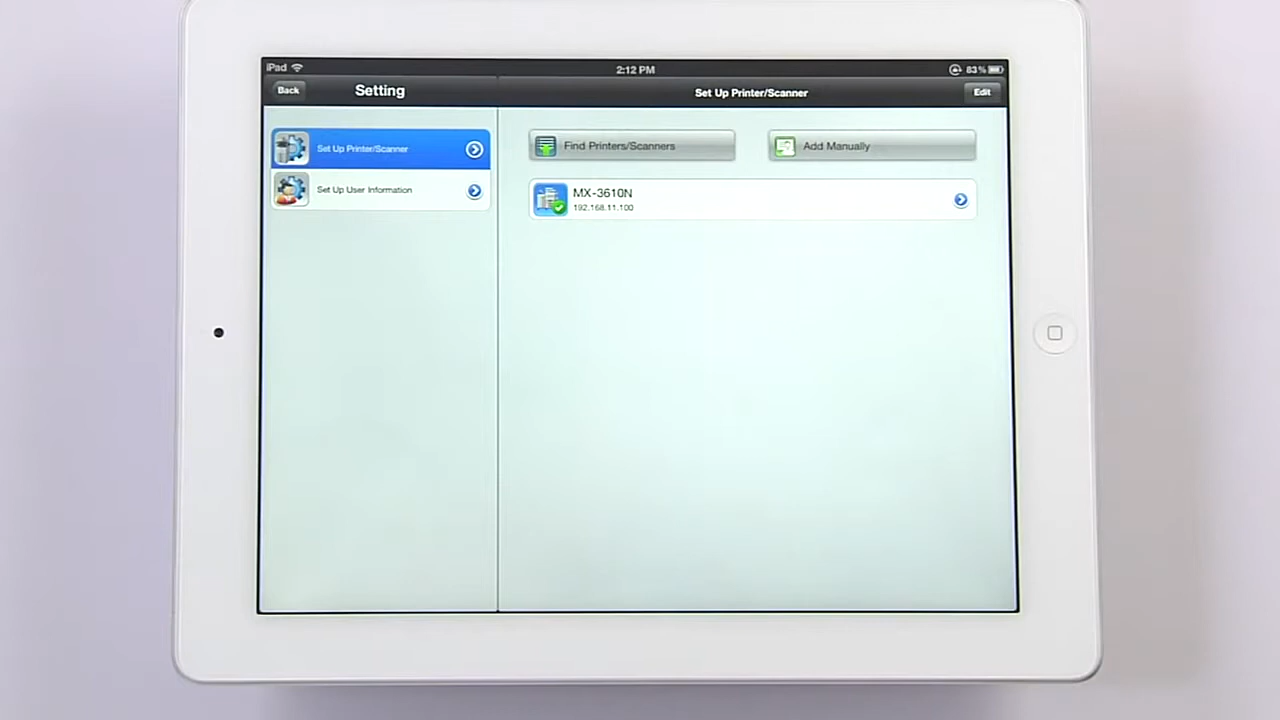 iPad
2:12 PM
83%
Back
Setting
Set Up Printer/Scanner
Edit
Set Up Printer/Scanner
Set Up User Information
Find Printers/Scanners
Add Manually
MX-3610N
192.168.11.100